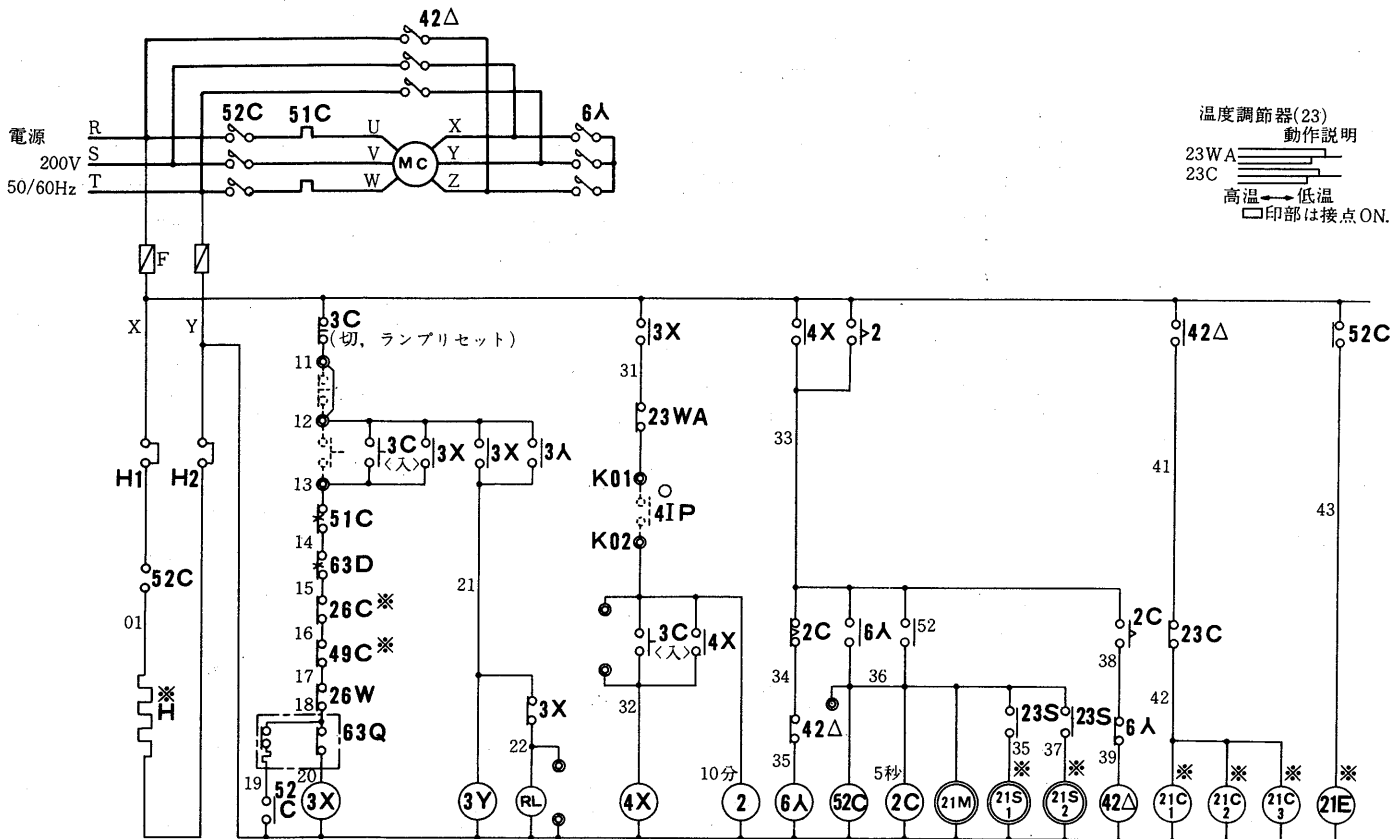 42△
52C
51C
6人
電源
R
U
X
S
V
MC
Y
200V
T
W
Z
50/60Hz
温度調節器(23)
動作説明
23WA
23C
高温 ←→ 低温
印部は接点ON.
F
X
Y
3C
(切，ランプリセット)
11
12
3C
〈入〉
3X
3X
3人
13
51C
14
63D
15
26C※
16
49C※
17
26W
18
63Q
19
20
52
C
3X
H1
H2
52C
01
※
H
21
3X
22
3Y
RL
3X
31
23WA
K01
4IP
K02
3C
〈入〉
4X
32
10分
4X
2
4X
2
33
2C
6人
52
2C
34
36
38
42△
23S
23S
6人
35
35
37
39
5秒
※
※
6人
52C
2C
21M
21S
1
21S
2
42△
42△
41
23C
42
※
※
※
21C
1
21C
2
21C
3
52C
43
※
21E